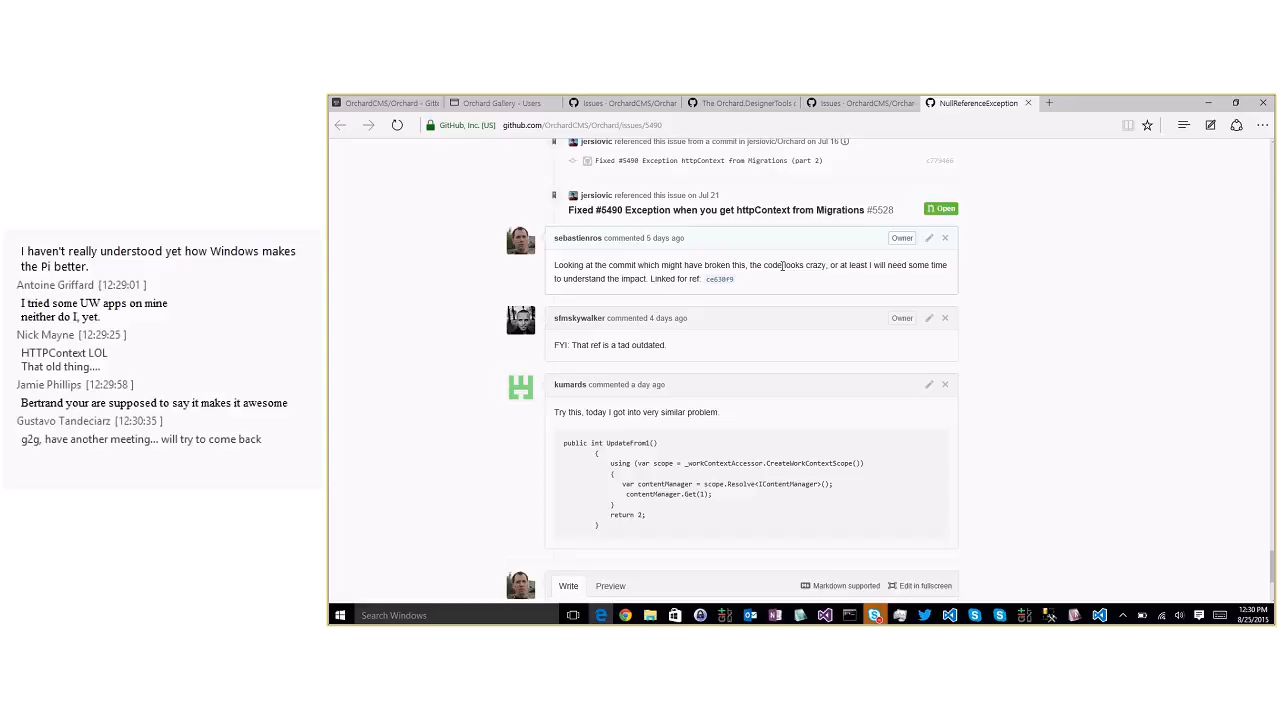 I haven't really understood yet how Windows makes
the Pi better.
Antoine Griffard [12:29:01 ]
I tried some UW apps on mine
neither do I, yet.
Nick Mayne [12:29:25 ]
HTTPContext LOL
That old thing....
Jamie Phillips [12:29:58 ]
Bertrand your are supposed to say it makes it awesome
Gustavo Tandeciarz [12:30:35 ]
g2g, have another meeting... will try to come back
OrchardCMS/Orchard - Gitt
Orchard Gallery - Users
Issues · OrchardCMS/Orchar
The Orchard.DesignerTools c
Issues · OrchardCMS/Orchar
NullReferenceException
GitHub, Inc. [US]
github.com/OrchardCMS/Orchard/issues/5490
jersiovic referenced this issue from a commit in jersiovic/Orchard on Jul 16
Fixed #5490 Exception httpContext from Migrations (part 2)
c779466
jersiovic referenced this issue on Jul 21
Fixed #5490 Exception when you get httpContext from Migrations #5528
Open
sebastienros commented 5 days ago
Owner
Looking at the commit which might have broken this, the code looks crazy, or at least I will need some time
to understand the impact. Linked for ref: ce630f9
sfmskywalker commented 4 days ago
Owner
FYI: That ref is a tad outdated.
kumards commented a day ago
Try this, today I got into very similar problem.
public int UpdateFrom1()
{
using (var scope = _workContextAccessor.CreateWorkContextScope())
{
var contentManager = scope.Resolve<IContentManager>();
contentManager.Get(1);
}
return 2;
}
Write
Preview
Markdown supported
Edit in fullscreen
Search Windows
12:30 PM
8/25/2015